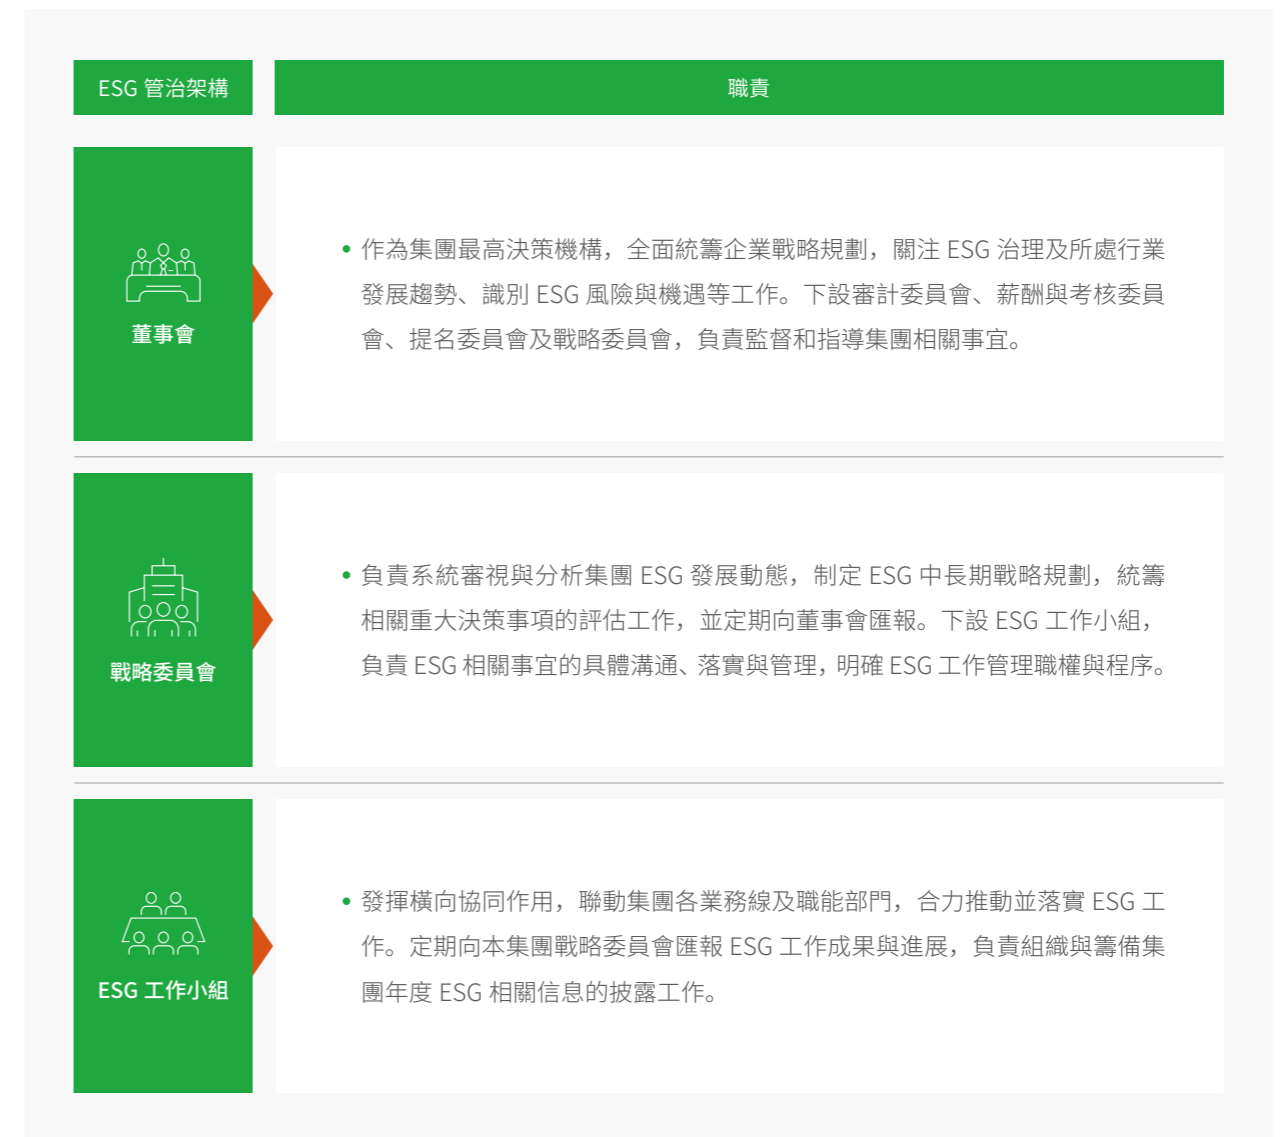 ESG 管治架構
職責
董事會
• 作為集團最高決策機構，全面統籌企業戰略規劃，關注 ESG 治理及所處行業
發展趨勢、識別 ESG 風險與機遇等工作。下設審計委員會、薪酬與考核委員
會、提名委員會及戰略委員會，負責監督和指導集團相關事宜。
戰略委員會
• 負責系統審視與分析集團 ESG 發展動態，制定 ESG 中長期戰略規劃，統籌
相關重大決策事項的評估工作，並定期向董事會匯報。下設 ESG 工作小組，
負責 ESG 相關事宜的具體溝通、落實與管理，明確 ESG 工作管理職權與程序。
ESG 工作小組
• 發揮橫向協同作用，聯動集團各業務線及職能部門，合力推動並落實 ESG 工
作。定期向本集團戰略委員會匯報 ESG 工作成果與進展，負責組織與籌備集
團年度 ESG 相關信息的披露工作。